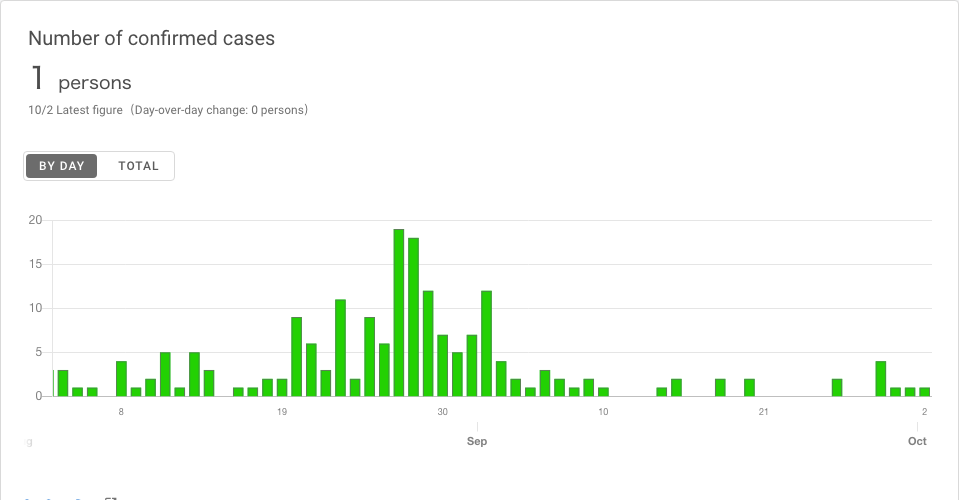 Number of confirmed cases
1 persons
10/2 Latest figure（Day-over-day change: 0 persons）
BY DAY TOTAL
20
15
10
5
0
8 19 30 10 21 2
g Sep Oct